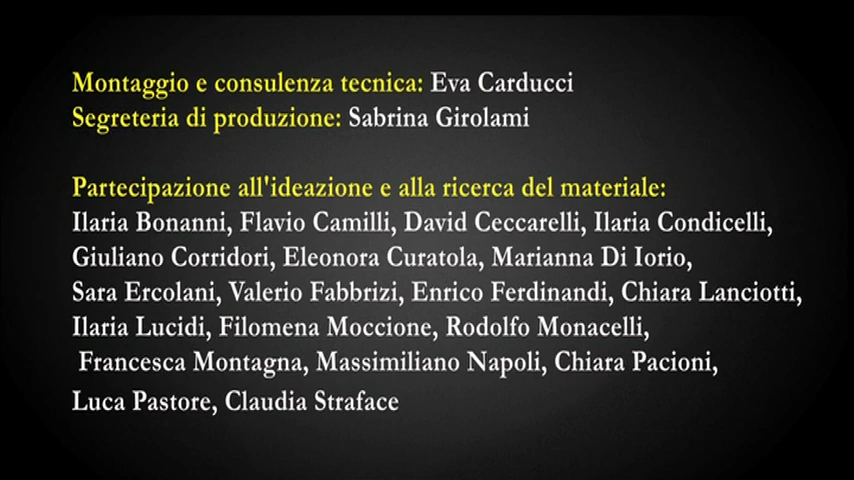 Montaggio e consulenza tecnica: Eva Carducci
Segreteria di produzione: Sabrina Girolami
Partecipazione all'ideazione e alla ricerca del materiale:
Ilaria Bonanni, Flavio Camilli, David Ceccarelli, Ilaria Condicelli,
Giuliano Corridori, Eleonora Curatola, Marianna Di Iorio,
Sara Ercolani, Valerio Fabbrizi, Enrico Ferdinandi, Chiara Lanciotti,
Ilaria Lucidi, Filomena Moccione, Rodolfo Monacelli,
Francesca Montagna, Massimiliano Napoli, Chiara Pacioni,
Luca Pastore, Claudia Straface